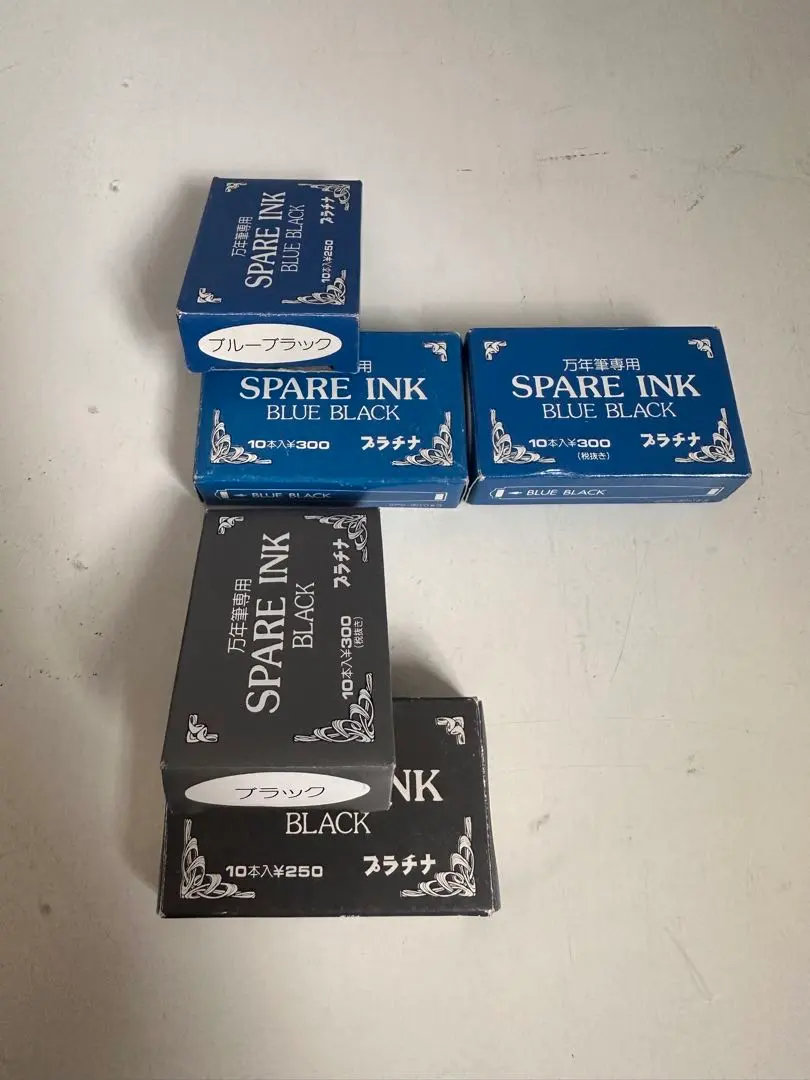 万年筆専用
SPARE INK
BLUE BLACK
10本入¥250
プラチナ
ブルーブラック
用
SPARE INK
BLUE BLACK
10本入¥300 プラチナ
BLUE BLACK
万年筆専用
SPARE INK
BLUE BLACK
10本入¥300 プラチナ
(税抜き)
BLUE BLACK
万年筆専用
SPARE INK
BLACK
10本入¥300
(税抜き)
プラチナ
ブラック
NK
BLACK
10本入¥250 プラチナ